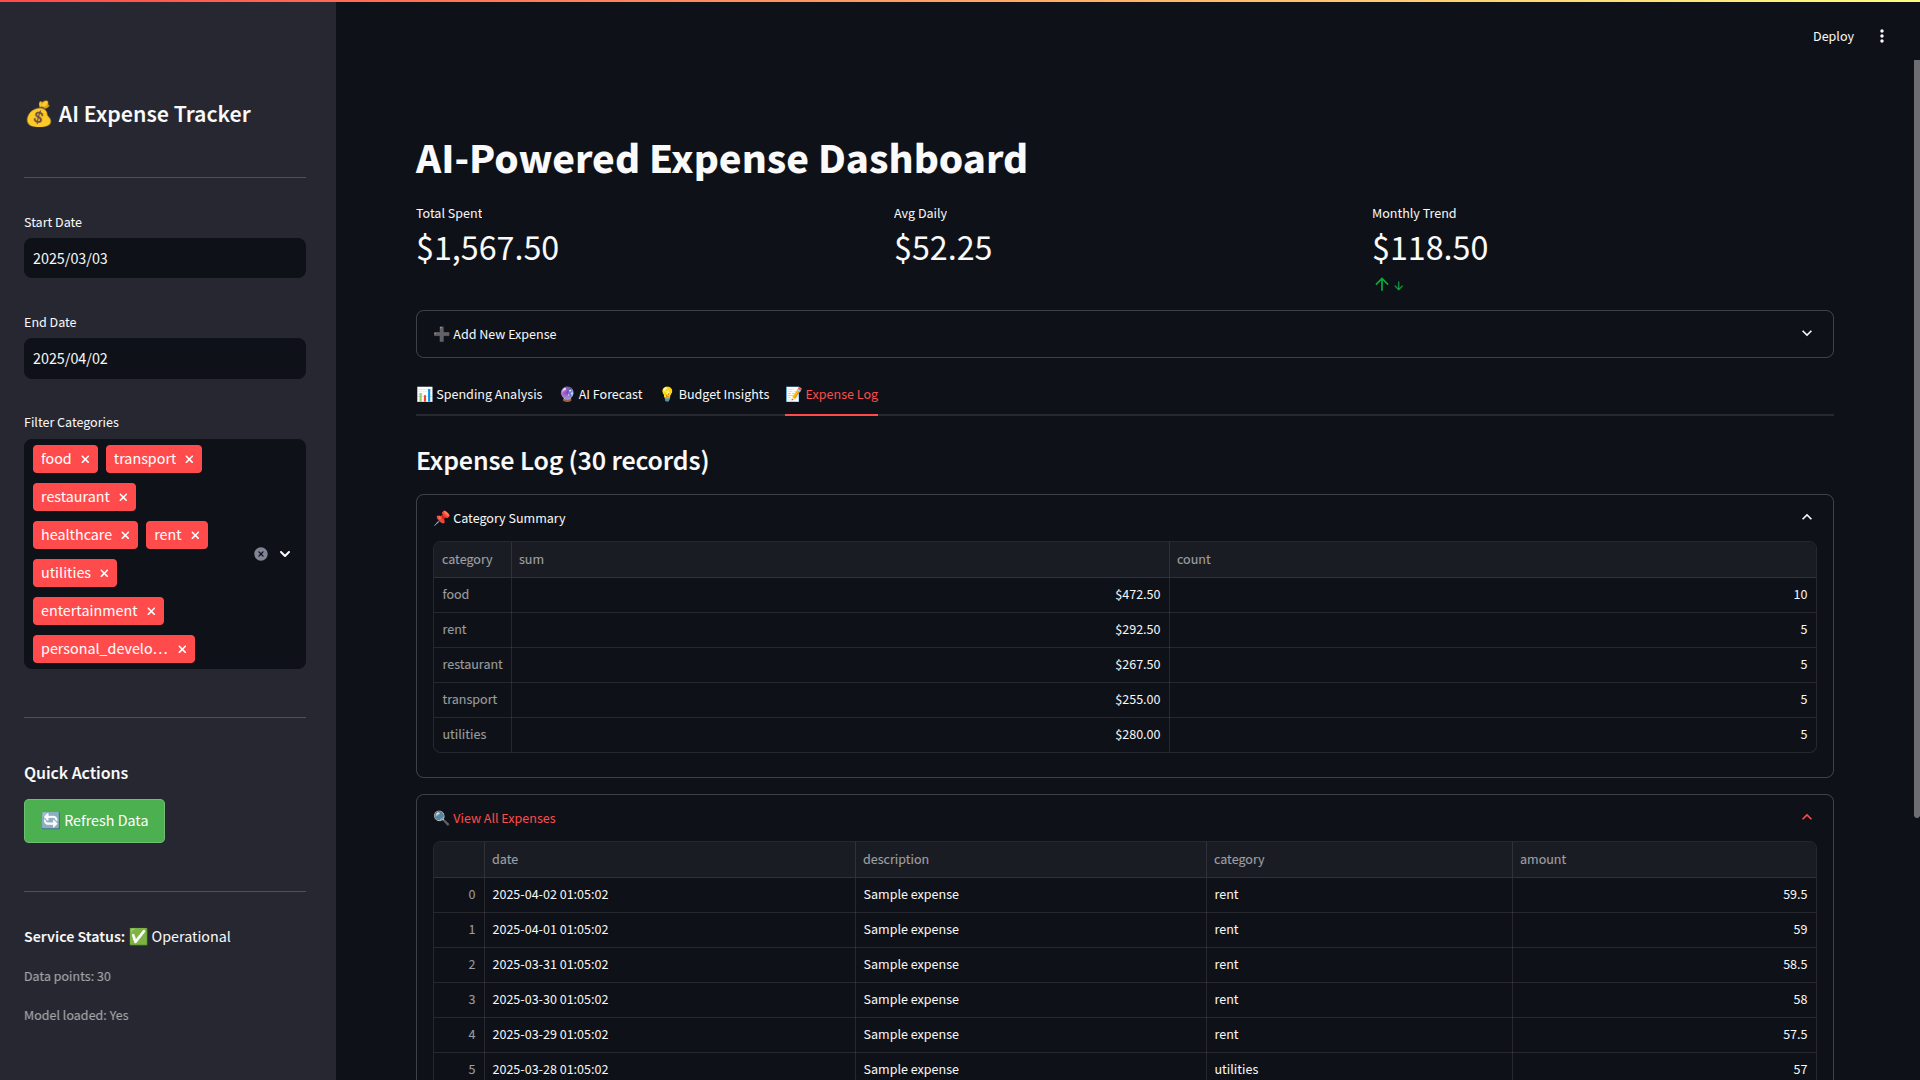 Deploy
💰 AI Expense Tracker
Start Date
2025/03/03
End Date
2025/04/02
Filter Categories
food × transport ×
restaurant ×
healthcare × rent ×
utilities ×
entertainment ×
personal_develo... ×
Quick Actions
🔄 Refresh Data
Service Status: ✅ Operational
Data points: 30
Model loaded: Yes
AI-Powered Expense Dashboard
Total Spent Avg Daily Monthly Trend
$1,567.50 $52.25 $118.50
↑ ↓
➕ Add New Expense
📊 Spending Analysis 🔮 AI Forecast 💡 Budget Insights 📝 Expense Log
Expense Log (30 records)
📌 Category Summary
category sum count
food $472.50 10
rent $292.50 5
restaurant $267.50 5
transport $255.00 5
utilities $280.00 5
🔍 View All Expenses
date description category amount
0 2025-04-02 01:05:02 Sample expense rent 59.5
1 2025-04-01 01:05:02 Sample expense rent 59
2 2025-03-31 01:05:02 Sample expense rent 58.5
3 2025-03-30 01:05:02 Sample expense rent 58
4 2025-03-29 01:05:02 Sample expense rent 57.5
5 2025-03-28 01:05:02 Sample expense utilities 57